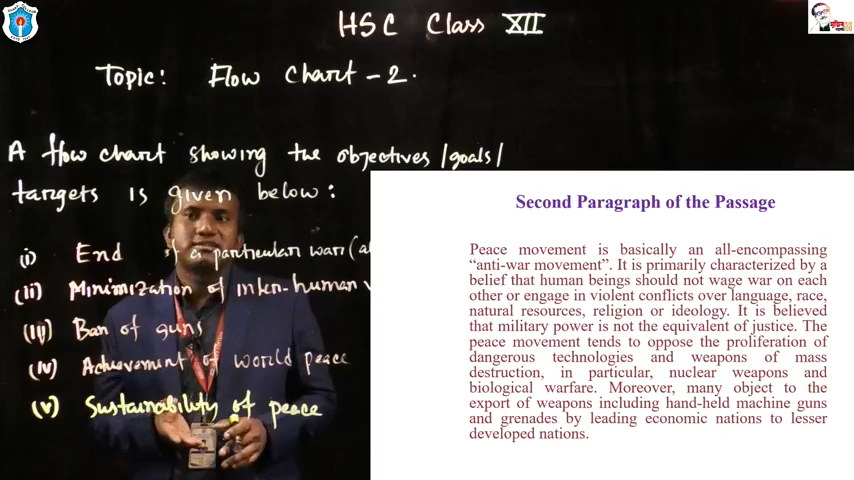 HSC Class XII
Topic: Flow Chart - 2.
A flow chart showing the objectives/goals/
targets is given below:
(i) End of a particular war
(ii) Minimization of inter-human
(iii) Ban of guns
(iv) Achievement of world peace
(v) Sustainability of peace
Second Paragraph of the Passage
Peace movement is basically an all-encompassing
“anti-war movement”. It is primarily characterized by a
belief that human beings should not wage war on each
other or engage in violent conflicts over language, race,
natural resources, religion or ideology. It is believed
that military power is not the equivalent of justice. The
peace movement tends to oppose the proliferation of
dangerous technologies and weapons of mass
destruction, in particular, nuclear weapons and
biological warfare. Moreover, many object to the
export of weapons including hand-held machine guns
and grenades by leading economic nations to lesser
developed nations.